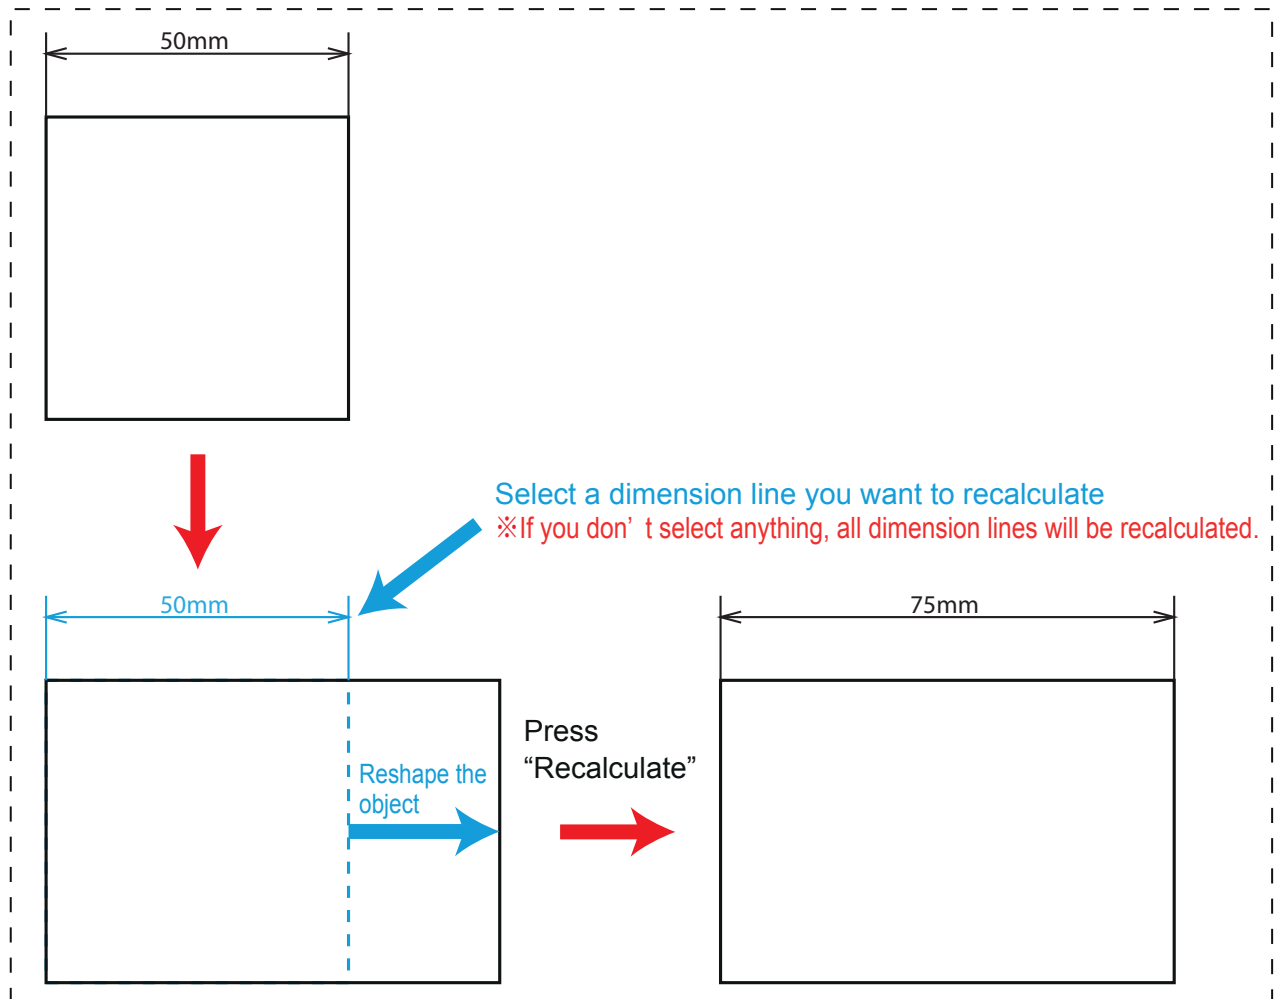 50mm
Select a dimension line you want to recalculate
※If you don’ t select anything, all dimension lines will be recalculated.
50mm
75mm
Press
“Recalculate”
Reshape the
object